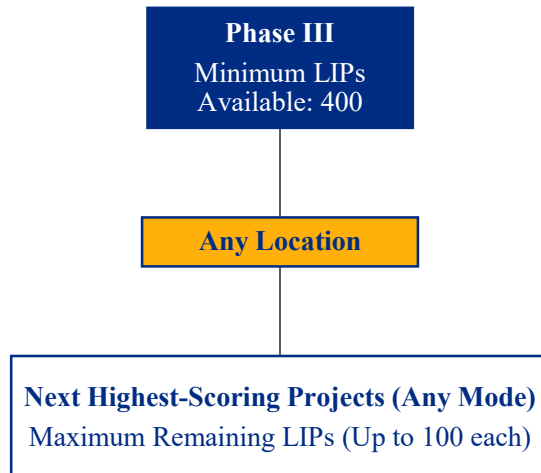 Phase III
Minimum LIPs
Available: 400
Any Location
Next Highest-Scoring Projects (Any Mode)
Maximum Remaining LIPs (Up to 100 each)